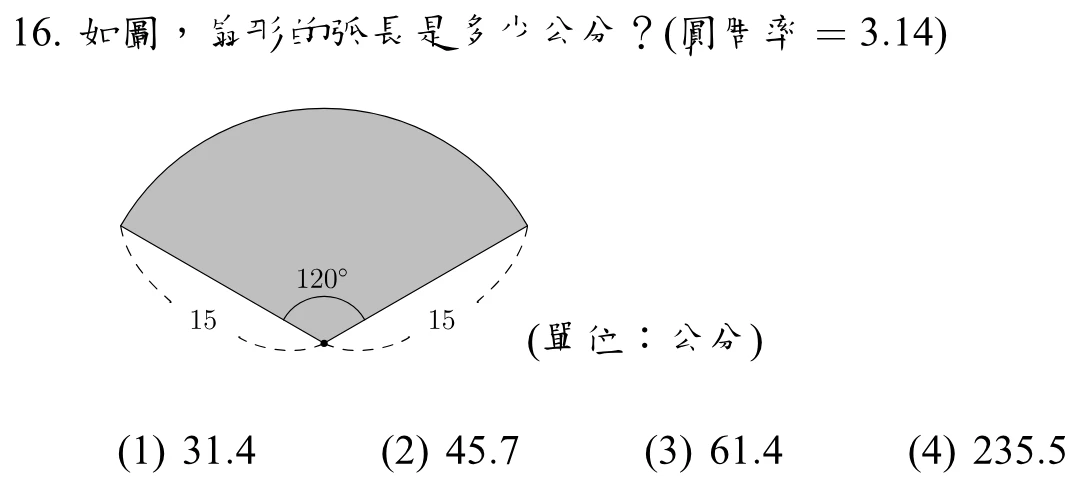 16. 如圖，扇形的弧長是多少公分？(圓周率 = 3.14)
120°
15 15
(單位：公分)
(1) 31.4 (2) 45.7 (3) 61.4 (4) 235.5